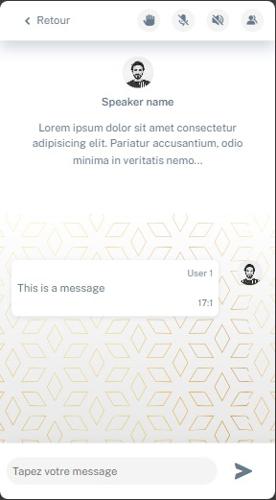 Retour
Speaker name
Lorem ipsum dolor sit amet consectetur
adipisicing elit. Pariatur accusantium, odio
minima in veritatis nemo...
User 1
This is a message
17:1
Tapez votre message